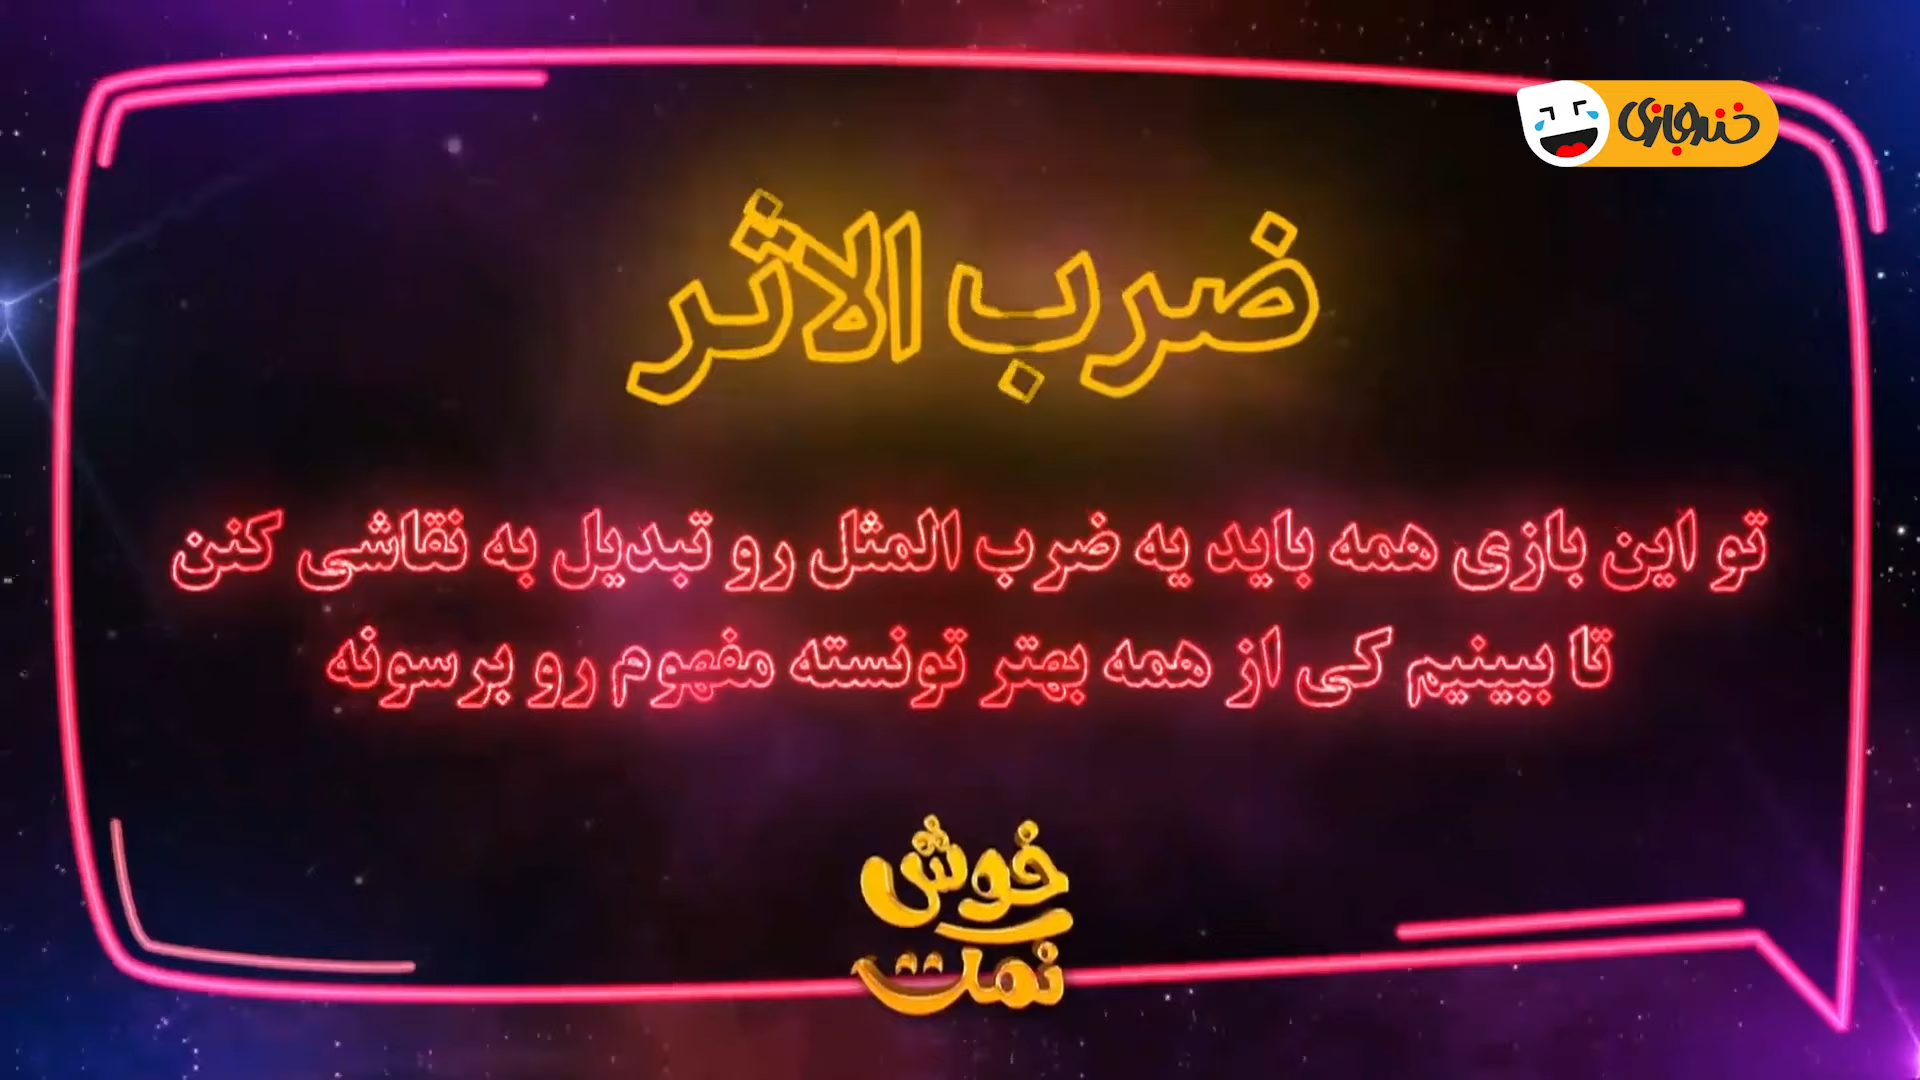 خندوبازی
ضرب الاثر
تو این بازی همه باید یه ضرب المثل رو تبدیل به نقاشی کنن
تا ببینیم کی از همه بهتر تونسته مفهوم رو برسونه
خوش
نمک